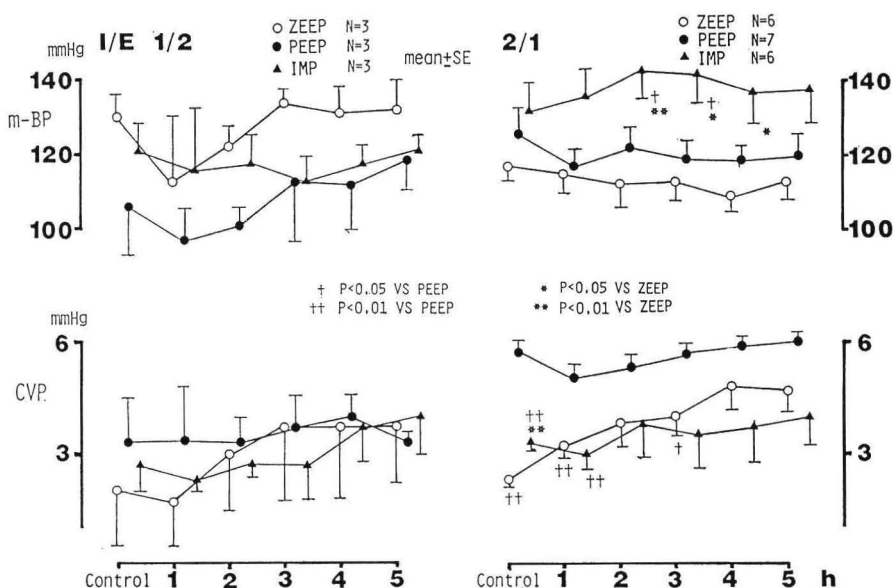 mmHg I/E 1/2
ZEEP N=3
PEEP N=3
IMP N=3
mean±SE
2/1
ZEEP N=6
PEEP N=7
IMP N=6
140
m-BP
120
100
† ** † * *
140
120
100
† P<0.05 VS PEEP
†† P<0.01 VS PEEP
* P<0.05 VS ZEEP
** P<0.01 VS ZEEP
mmHg
6
CVP
3
††
**
†† †† †† †
6
3
Control 1 2 3 4 5
Control 1 2 3 4 5 h